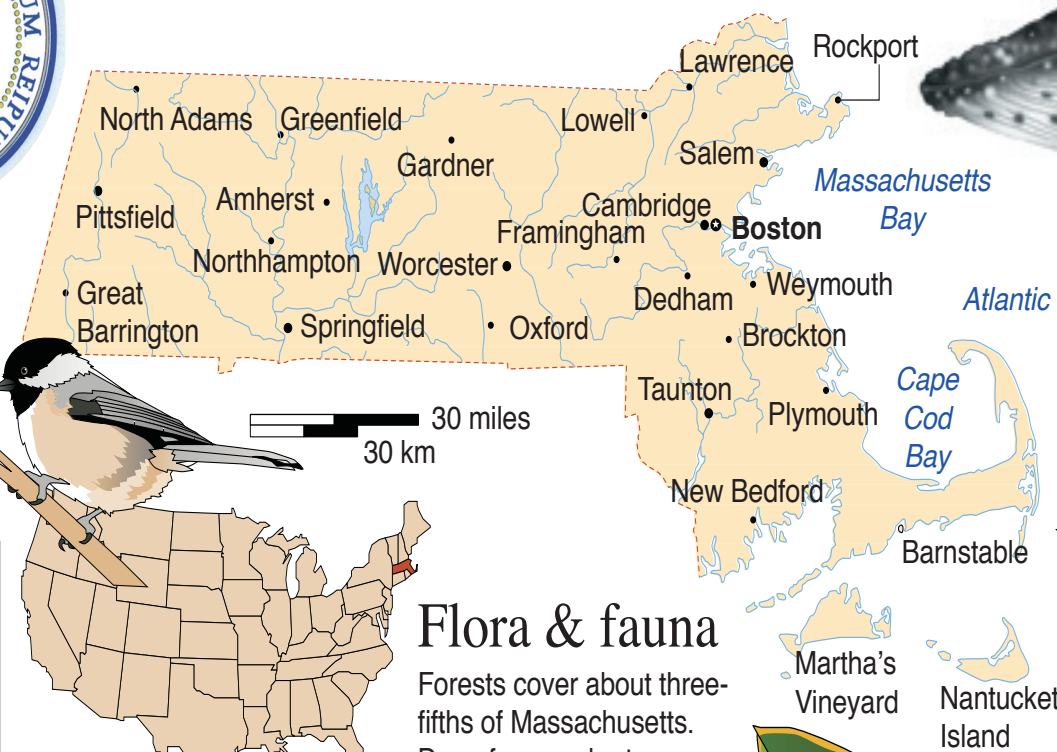 UM REIPU
Lawrence
Rockport
North Adams
Greenfield
Lowell
Gardner
Salem
Massachusetts
Bay
Amherst
Pittsfield
Cambridge
Framingham
Boston
Northhampton
Worcester
Great
Barrington
Dedham
Weymouth
Atlantic
Springfield
Oxford
Brockton
Taunton
Plymouth
Cape
Cod
Bay
30 miles
30 km
New Bedford
Barnstable
Flora & fauna
Martha's
Vineyard
Nantucket
Island
Forests cover about three-
fifths of Massachusetts.